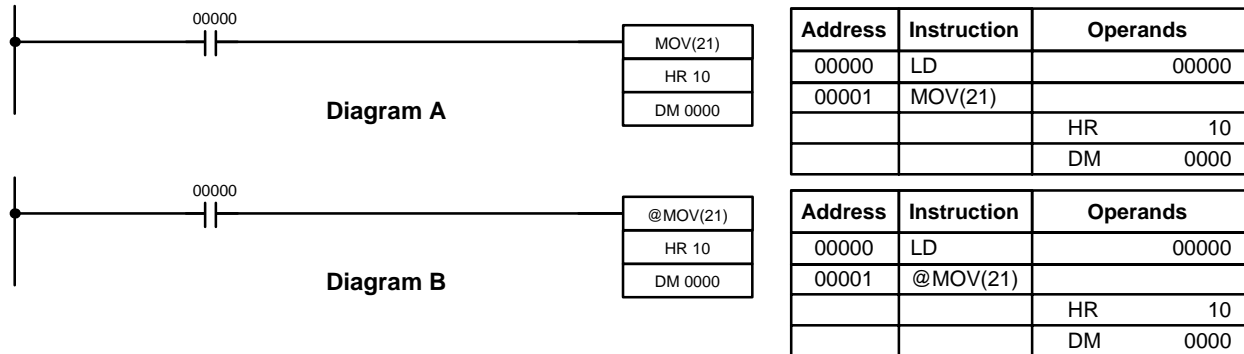 00000
MOV(21)
HR 10
DM 0000
Diagram A
Address Instruction Operands
00000 LD 00000
00001 MOV(21)
HR 10
DM 0000
00000
@MOV(21)
HR 10
DM 0000
Diagram B
Address Instruction Operands
00000 LD 00000
00001 @MOV(21)
HR 10
DM 0000